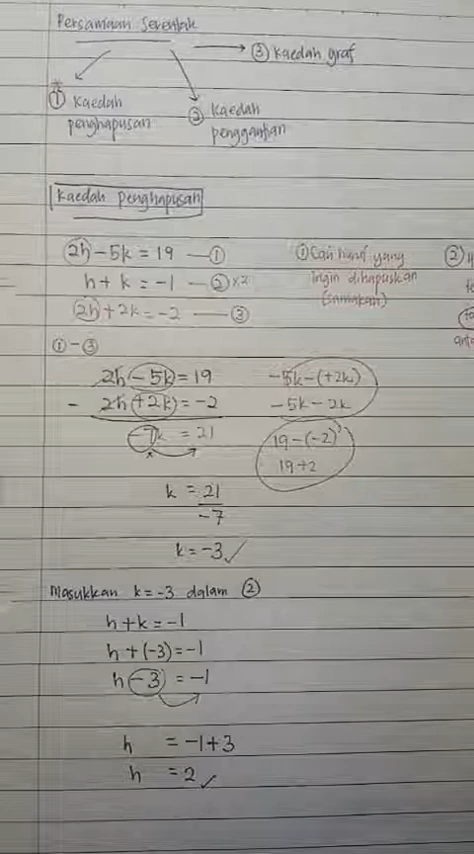 Persamaan Serentak
③ Kaedah graf
* ① Kaedah
penghapusan
② Kaedah
penggantian
Kaedah Penghapusan
2h - 5k = 19 — ①
h + k = -1 — ② ×2
2h + 2k = -2 — ③
① Cari hand yang
ingin dihapuskan
(samakan)
②
① - ③
2h - 5k = 19
- 2h + 2k = -2
-7k = 21
-5k - (+2k)
-5k - 2k
19 - (-2)
19 + 2
k = 21
-7
k = -3 ✓
Masukkan k = -3 dalam ②
h + k = -1
h + (-3) = -1
h - 3 = -1
h = -1 + 3
h = 2 ✓